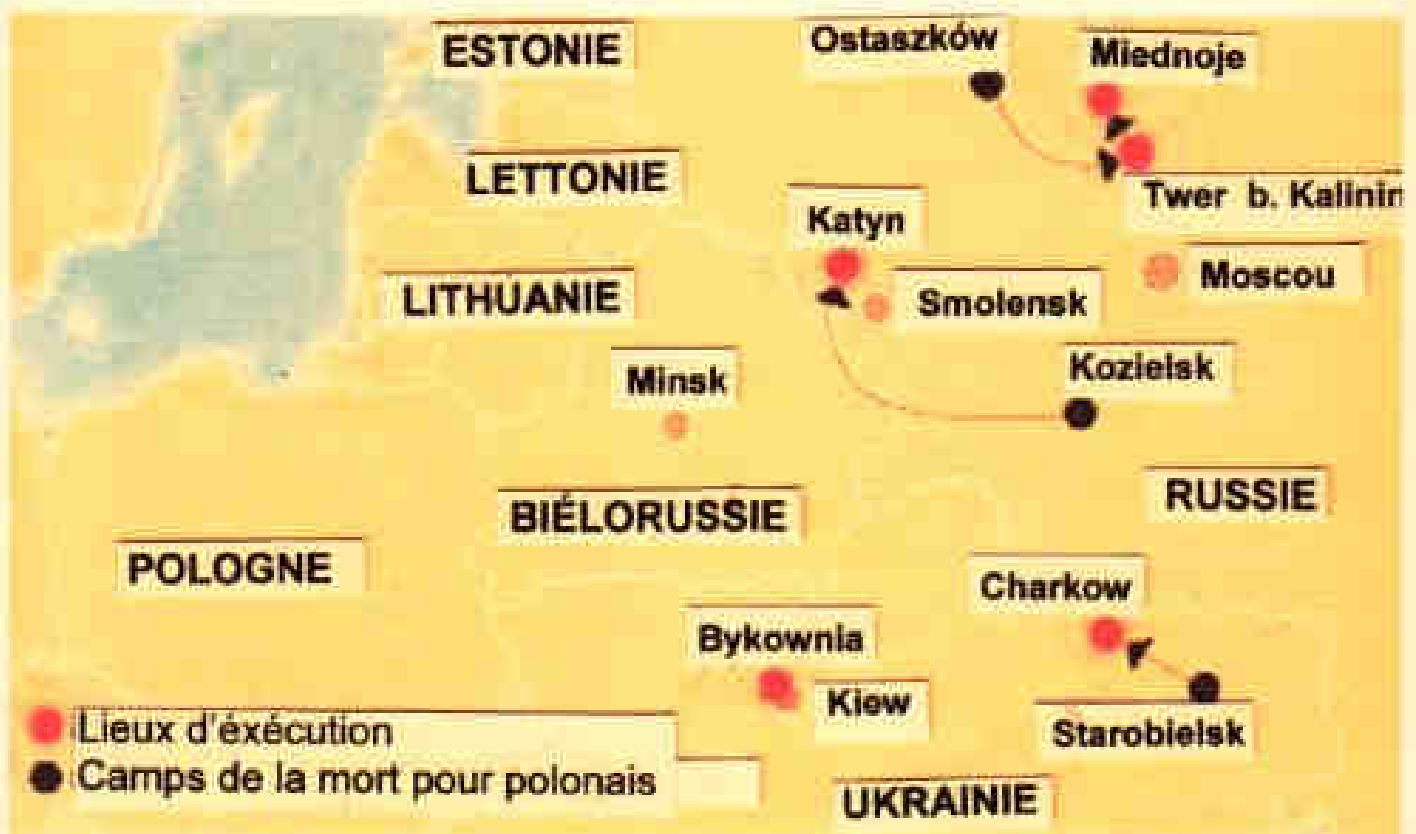 ESTONIE
Ostaszków
Miednoje
LETTONIE
Twer b. Kalinin
Katyn
LITHUANIE
Smolensk
Moscou
Minsk
Kozielsk
BIÉLORUSSIE
RUSSIE
POLOGNE
Charkow
Bykownia
Kiew
Starobielsk
Lieux d'éxécution
Camps de la mort pour polonais
UKRAINIE